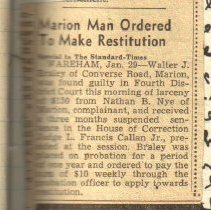 Marion Man Ordered
To Make Restitution
Special to The Standard-Times
WAREHAM, Jan. 29—Walter J.
of Converse Road, Marion,
found guilty in Fourth Dis-
Court this morning of larceny
$130 from Nathan B. Nye of
complainant, and received
three months suspended sen-
ence in the House of Correction
L. Francis Callan Jr., pre-
at the session. Braley was
on probation for a period
year and ordered to pay the
of $10 weekly through the
ation officer to apply towards